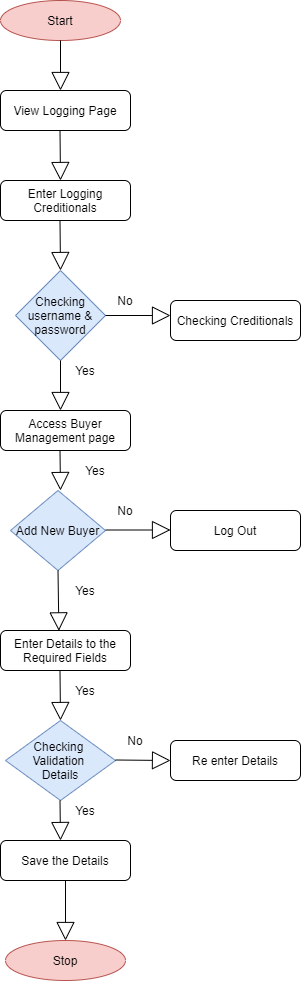 Start
View Logging Page
Enter Logging
Creditionals
Checking
username &
password
No
Checking Creditionals
Yes
Access Buyer
Management page
Yes
Add New Buyer
No
Log Out
Yes
Enter Details to the
Required Fields
Yes
Checking
Validation
Details
No
Re enter Details
Yes
Save the Details
Stop